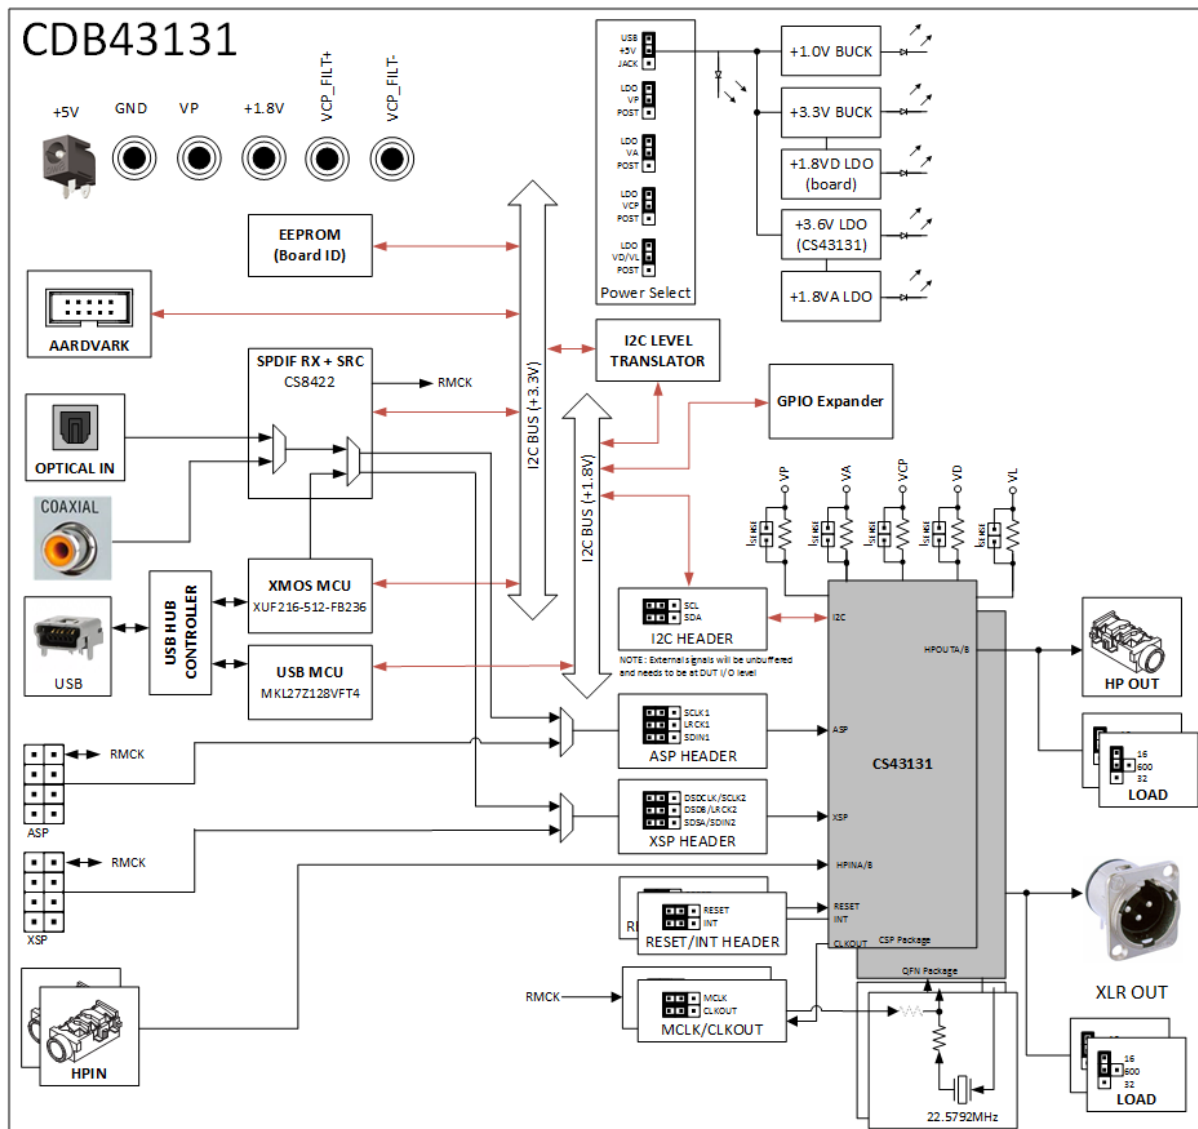 CDB43131
+5V
GND
VP
+1.8V
VCP_FILT+
VCP_FILT-
USB
+5V
JACK
LDO
VP
POST
LDO
VA
POST
LDO
VCP
POST
LDO
VD/VL
POST
Power Select
+1.0V BUCK
+3.3V BUCK
+1.8VD LDO
(board)
+3.6V LDO
(CS43131)
+1.8VA LDO
EEPROM
(Board ID)
AARDVARK
SPDIF RX + SRC
CS8422
RMCK
I2C BUS (+3.3V)
I2C LEVEL
TRANSLATOR
GPIO Expander
I2C BUS (+1.8V)
OPTICAL IN
COAXIAL
USB
USB HUB
CONTROLLER
XMOS MCU
XUF216-512-FB236
USB MCU
MKL27Z128VFT4
VP
VA
VCP
VD
VL
ISENSE
ISENSE
ISENSE
ISENSE
ISENSE
SCL
SDA
I2C HEADER
NOTE : External signals will be unbuffered
and needs to be at DUT I/O level
SCLK1
LRCK1
SDIN1
ASP HEADER
DSDCLK/SCLK2
DSDB/LRCK2
SDSA/SDIN2
XSP HEADER
RMCK
ASP
RMCK
XSP
I2C
HPOUTA/B
ASP
CS43131
XSP
HPINA/B
RESET
INT
CLKOUT
CSP Package
QFN Package
RESET
INT
RESET/INT HEADER
RMCK
MCLK
CLKOUT
MCLK/CLKOUT
22.5792MHz
HPIN
HP OUT
16
600
32
LOAD
XLR OUT
16
600
32
LOAD